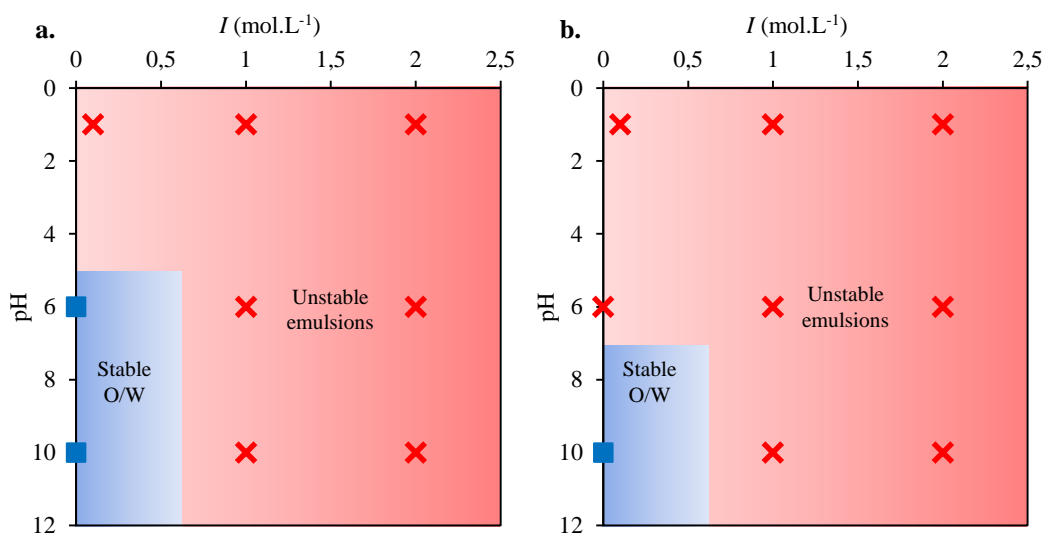 a.
I (mol.L-1)
0 0,5 1 1,5 2 2,5
0
2
4
6
8
10
12
pH
Unstable
emulsions
Stable
O/W
b.
I (mol.L-1)
0 0,5 1 1,5 2 2,5
0
2
4
6
8
10
12
pH
Unstable
emulsions
Stable
O/W